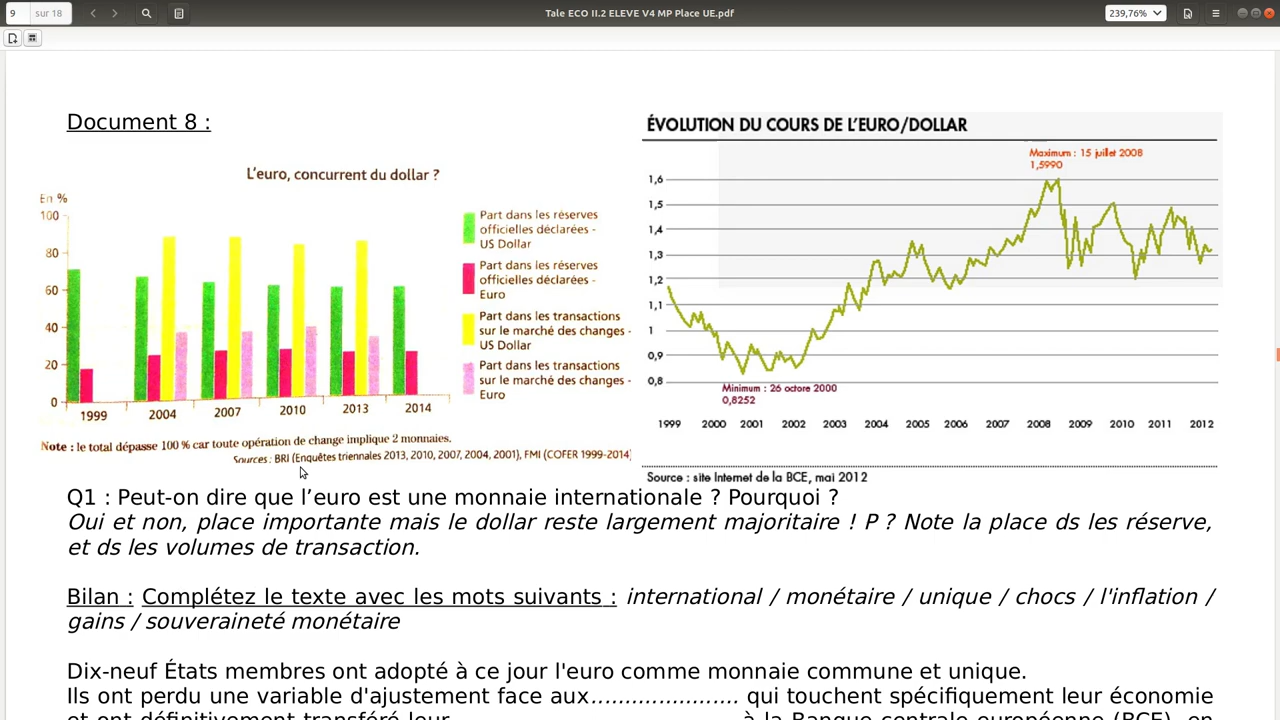 9 sur 18
Tale ECO II.2 ELEVE V4 MP Place UE.pdf
239,76%
Document 8 :
L'euro, concurrent du dollar ?
En %
100
80
60
40
20
0
1999 2004 2007 2010 2013 2014
Part dans les réserves
officielles déclarées -
US Dollar
Part dans les réserves
officielles déclarées -
Euro
Part dans les transactions
sur le marché des changes -
US Dollar
Part dans les transactions
sur le marché des changes -
Euro
Note : le total dépasse 100 % car toute opération de change implique 2 monnaies.
Sources : BRI (Enquêtes triennales 2013, 2010, 2007, 2004, 2001), FMI (COFER 1999-2014)
ÉVOLUTION DU COURS DE L'EURO/DOLLAR
Maximum : 15 juillet 2008
1,5990
1,6
1,5
1,4
1,3
1,2
1,1
1
0,9
0,8
Minimum : 26 octore 2000
0,8252
1999 2000 2001 2002 2003 2004 2005 2006 2007 2008 2009 2010 2011 2012
Source : site Internet de la BCE, mai 2012
Q1 : Peut-on dire que l'euro est une monnaie internationale ? Pourquoi ?
Oui et non, place importante mais le dollar reste largement majoritaire ! P ? Note la place ds les réserve,
et ds les volumes de transaction.
Bilan : Complétez le texte avec les mots suivants : international / monétaire / unique / chocs / l'inflation /
gains / souveraineté monétaire
Dix-neuf États membres ont adopté à ce jour l'euro comme monnaie commune et unique.
Ils ont perdu une variable d'ajustement face aux...................... qui touchent spécifiquement leur économie
et ont définitivement transféré leur à la Banque centrale européenne (BCE), en